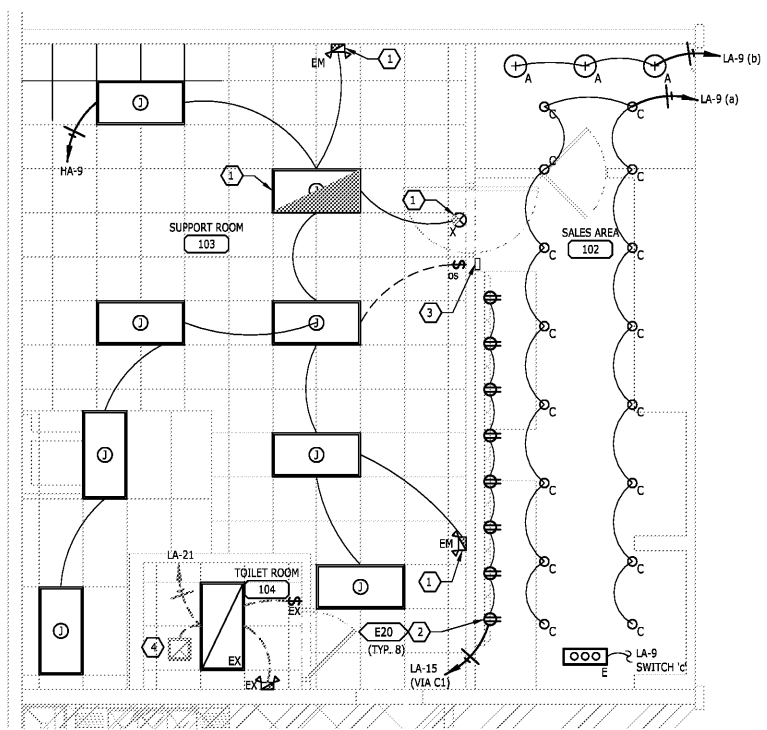 EM
1
LA-9 (b)
A
A
A
J
LA-9 (a)
C
C
HA-9
C
C
1
J
1
X
SUPPORT ROOM
103
SALES AREA
102
C
C
$
OS
3
J
J
C
C
J
J
C
C
C
C
EM
1
LA-21
TOILET ROOM
104
C
C
$
EX
J
4
EX
E20
2
(TYP. 8)
C
C
LA-15
(VIA C1)
EX
E
LA-9
SWITCH 'c'